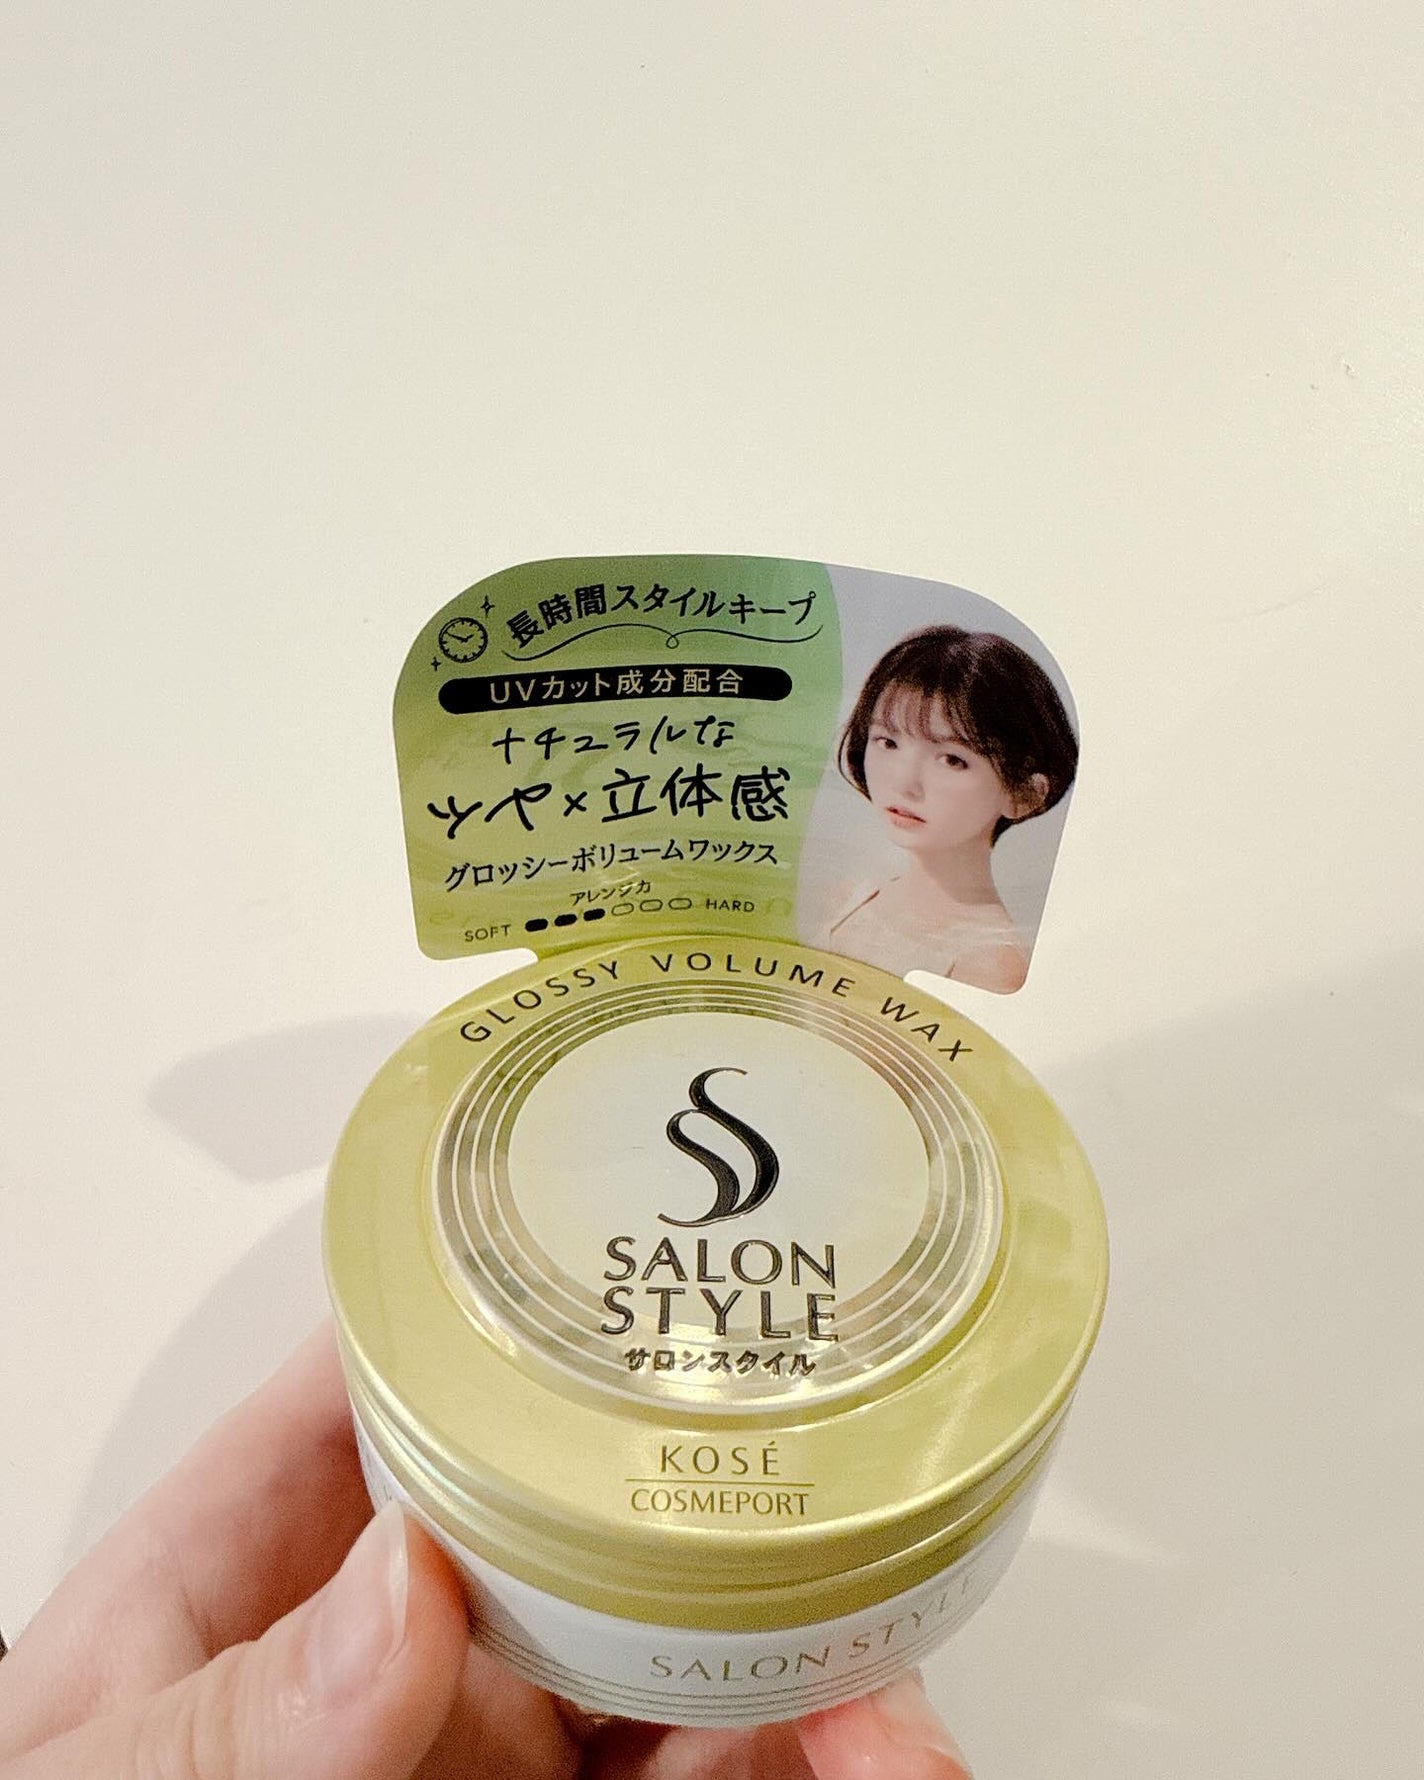 長時間スタイルキープ
UVカット成分配合
ナチュラルな
ツヤ×立体感
グロッシーボリュームワックス
アレンジ力
SOFT HARD
GLOSSY VOLUME WAX
SALON
STYLE
サロンスタイル
KOSÉ
COSMEPORT
SALON STYLE